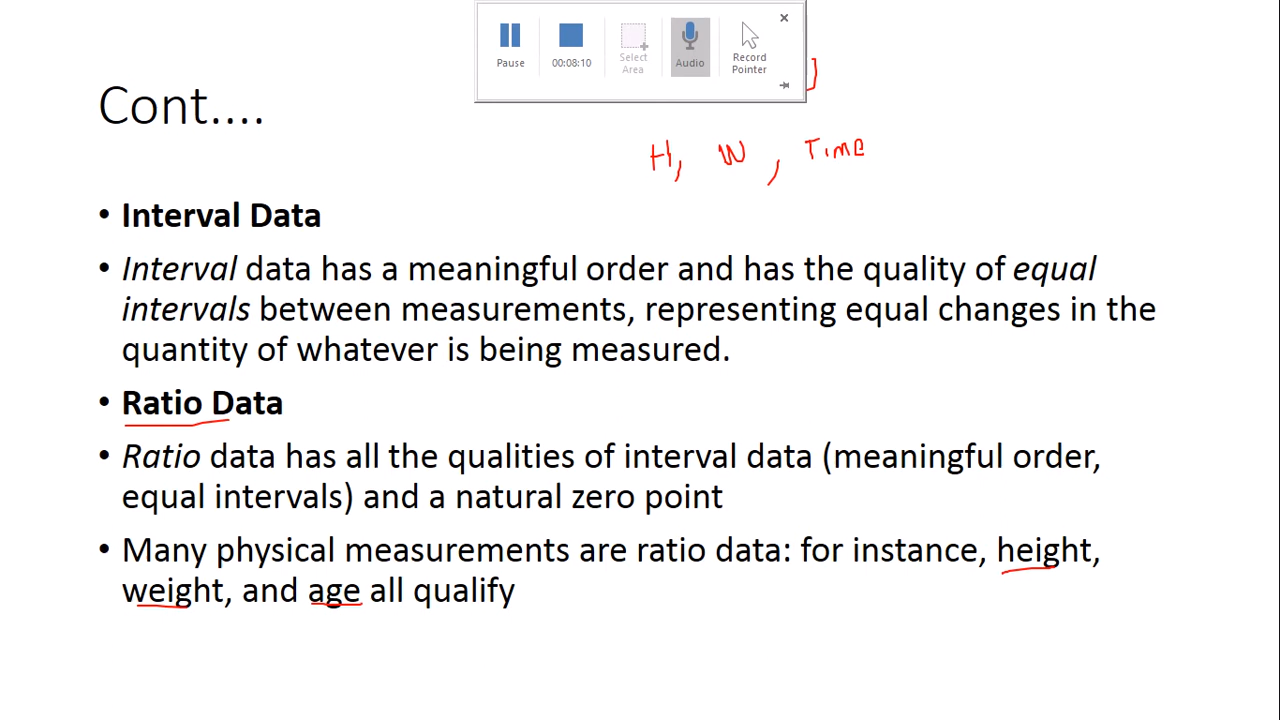 Pause
00:08:10
Select
Area
Audio
Record
Pointer
]
Cont....
H, W, TIME
• Interval Data
• Interval data has a meaningful order and has the quality of equal
intervals between measurements, representing equal changes in the
quantity of whatever is being measured.
• Ratio Data
• Ratio data has all the qualities of interval data (meaningful order,
equal intervals) and a natural zero point
• Many physical measurements are ratio data: for instance, height,
weight, and age all qualify